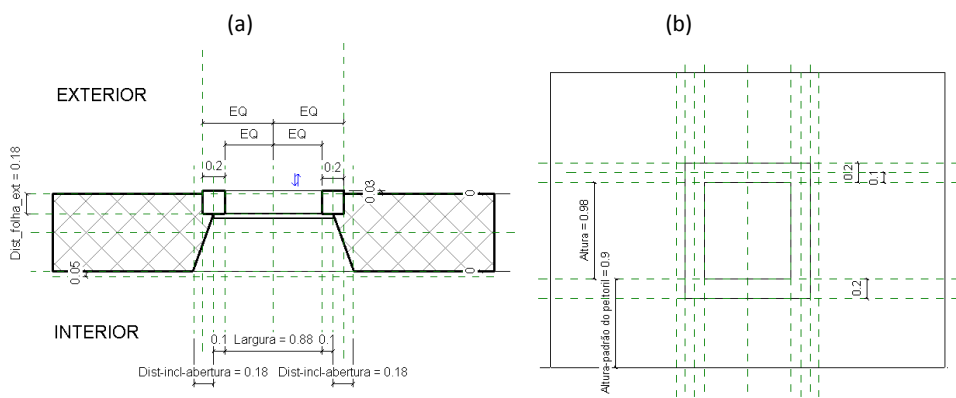 (a)
(b)
EXTERIOR
EQ
EQ
EQ
EQ
0.2
0.2
0.03
0
Dist_folha_ext = 0.18
0.05
0
INTERIOR
0.1
Largura = 0.88
0.1
Dist-incl-abertura = 0.18
Dist-incl-abertura = 0.18
0.2
0.1
Altura = 0.98
0.2
Altura-padrão do peitoril = 0.9